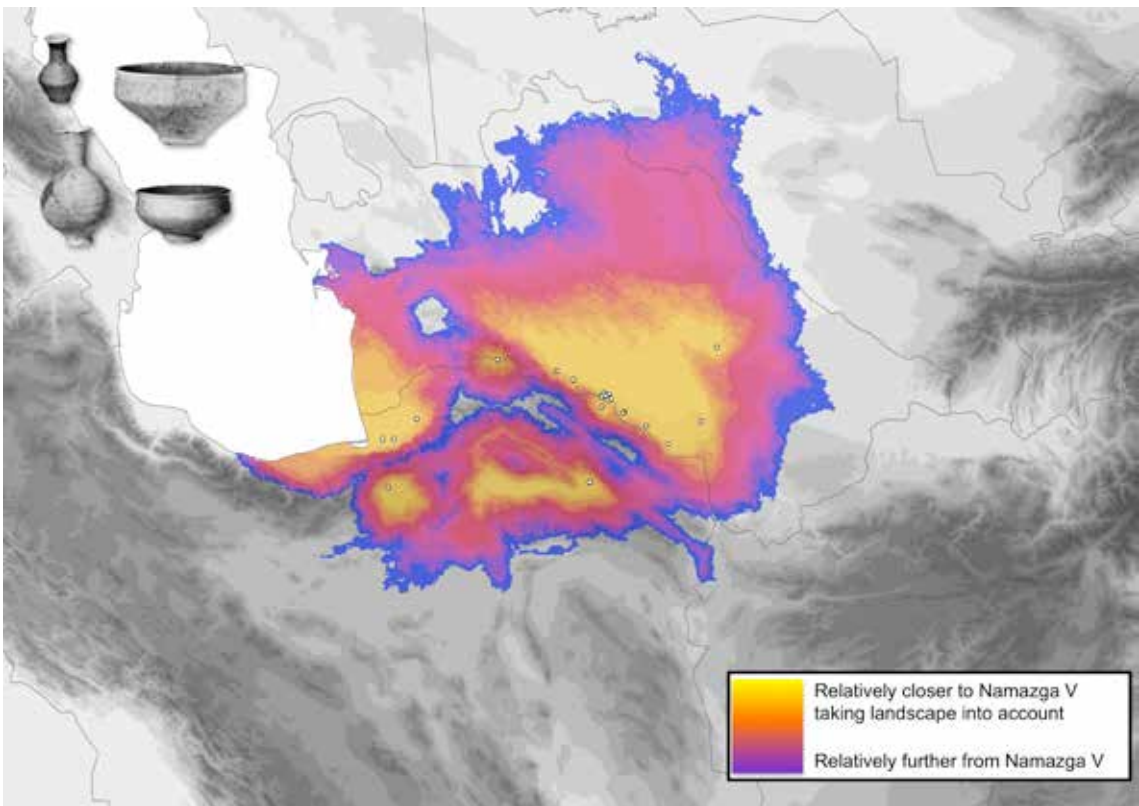 Relatively closer to Namazga V
taking landscape into account
Relatively further from Namazga V